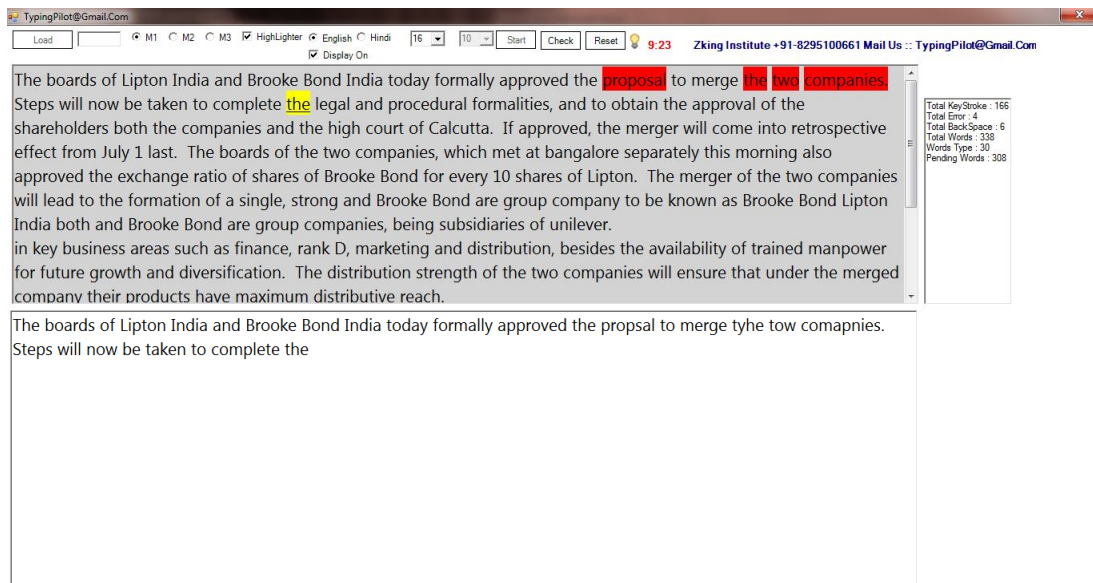 TypingPilot@Gmail.Com
X
Load M1 M2 M3 HighLighter English Hindi 16 10 Start Check Reset 9:23 Zking Institute +91-8295100661 Mail Us :: TypingPilot@Gmail.Com
Display On
The boards of Lipton India and Brooke Bond India today formally approved the proposal to merge the two companies.
Steps will now be taken to complete the legal and procedural formalities, and to obtain the approval of the
shareholders both the companies and the high court of Calcutta.  If approved, the merger will come into retrospective
effect from July 1 last.  The boards of the two companies, which met at bangalore separately this morning also
approved the exchange ratio of shares of Brooke Bond for every 10 shares of Lipton.  The merger of the two companies
will lead to the formation of a single, strong and Brooke Bond are group company to be known as Brooke Bond Lipton
India both and Brooke Bond are group companies, being subsidiaries of unilever.
in key business areas such as finance, rank D, marketing and distribution, besides the availability of trained manpower
for future growth and diversification.  The distribution strength of the two companies will ensure that under the merged
company their products have maximum distributive reach.
Total KeyStroke : 166
Total Error : 4
Total BackSpace : 6
Total Words : 338
Words Type : 30
Pending Words : 308
The boards of Lipton India and Brooke Bond India today formally approved the propsal to merge tyhe tow comapnies.
Steps will now be taken to complete the